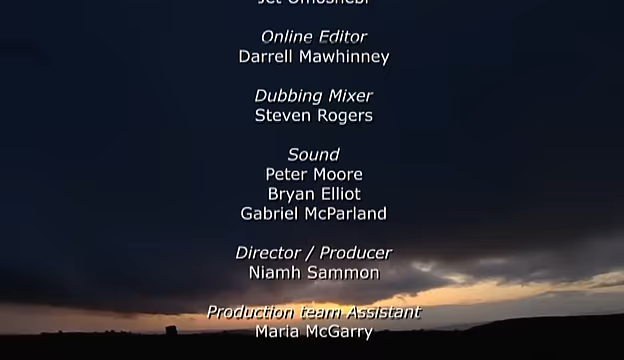 Online Editor
Darrell Mawhinney
Dubbing Mixer
Steven Rogers
Sound
Peter Moore
Bryan Elliot
Gabriel McParland
Director / Producer
Niamh Sammon
Production team Assistant
Maria McGarry